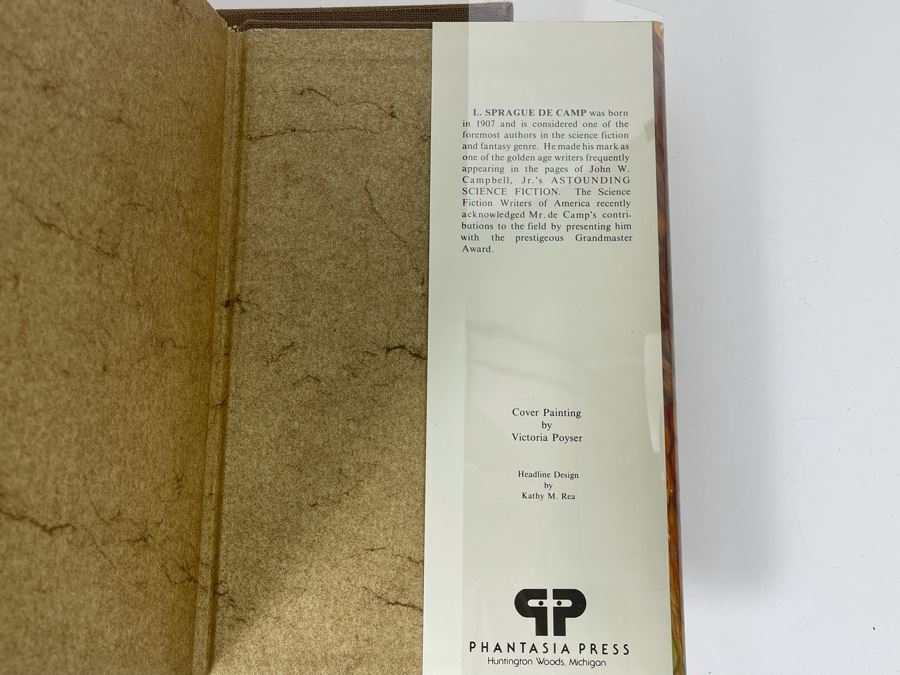 L. SPRAGUE DE CAMP was born
in 1907 and is considered one of the
foremost authors in the science fiction
and fantasy genre. He made his mark as
one of the golden age writers frequently
appearing in the pages of John W.
Campbell, Jr.'s ASTOUNDING
SCIENCE FICTION. The Science
Fiction Writers of America recently
acknowledged Mr. de Camp's contri-
butions to the field by presenting him
with the prestigeous Grandmaster
Award.
Cover Painting
by
Victoria Poyser
Headline Design
by
Kathy M. Rea
PP
PHANTASIA PRESS
Huntington Woods, Michigan